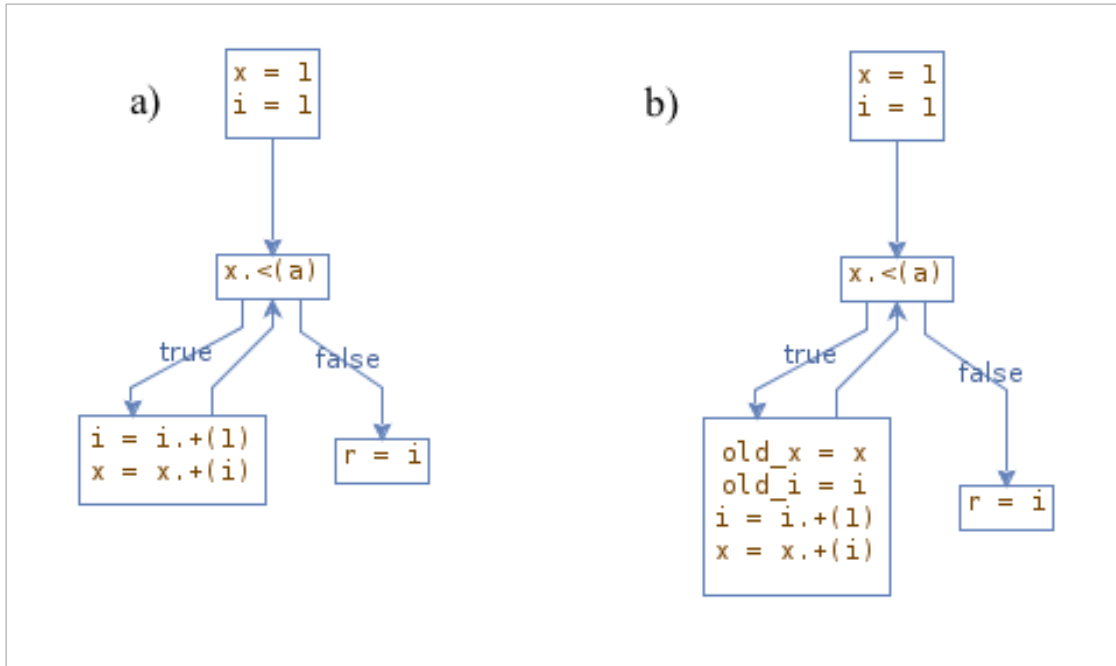 a)
x = 1
i = 1
x.<(a)
true
false
i = i.+(1)
x = x.+(i)
r = i
b)
x = 1
i = 1
x.<(a)
true
false
old_x = x
old_i = i
i = i.+(1)
x = x.+(i)
r = i